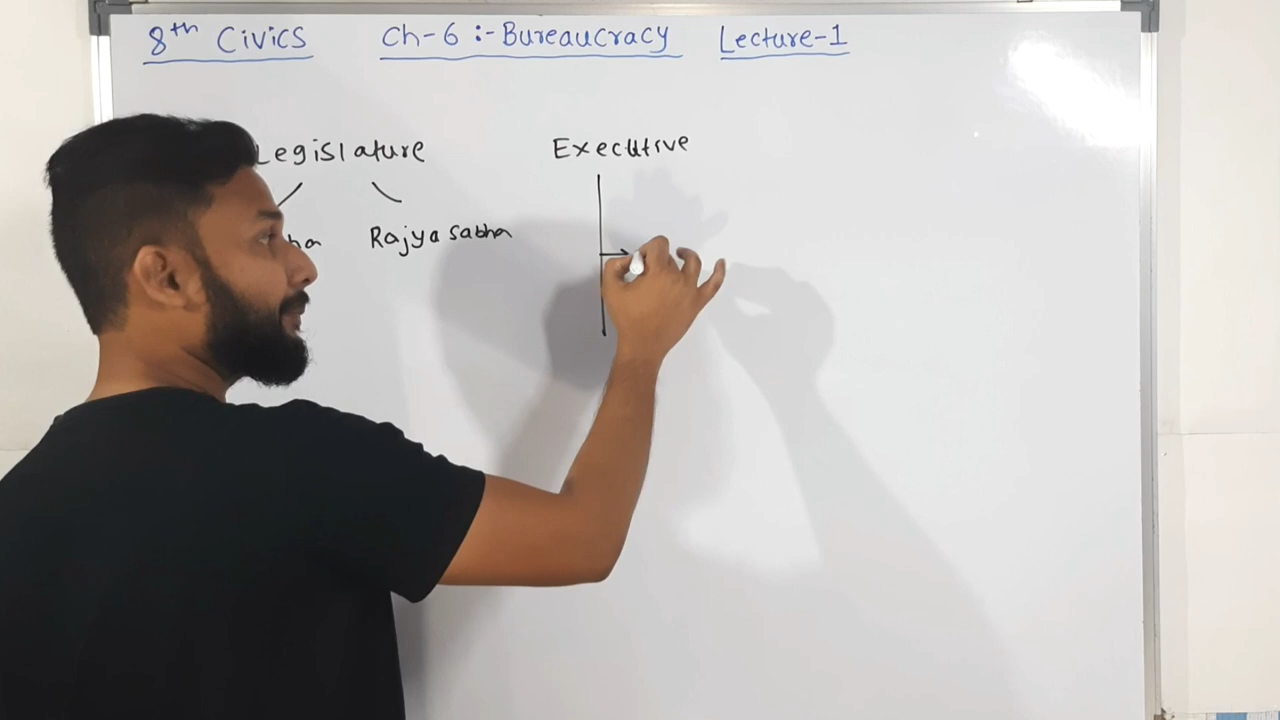 8th Civics Ch-6 :- Bureaucracy Lecture-1
Legislature Executive
Rajya Sabha